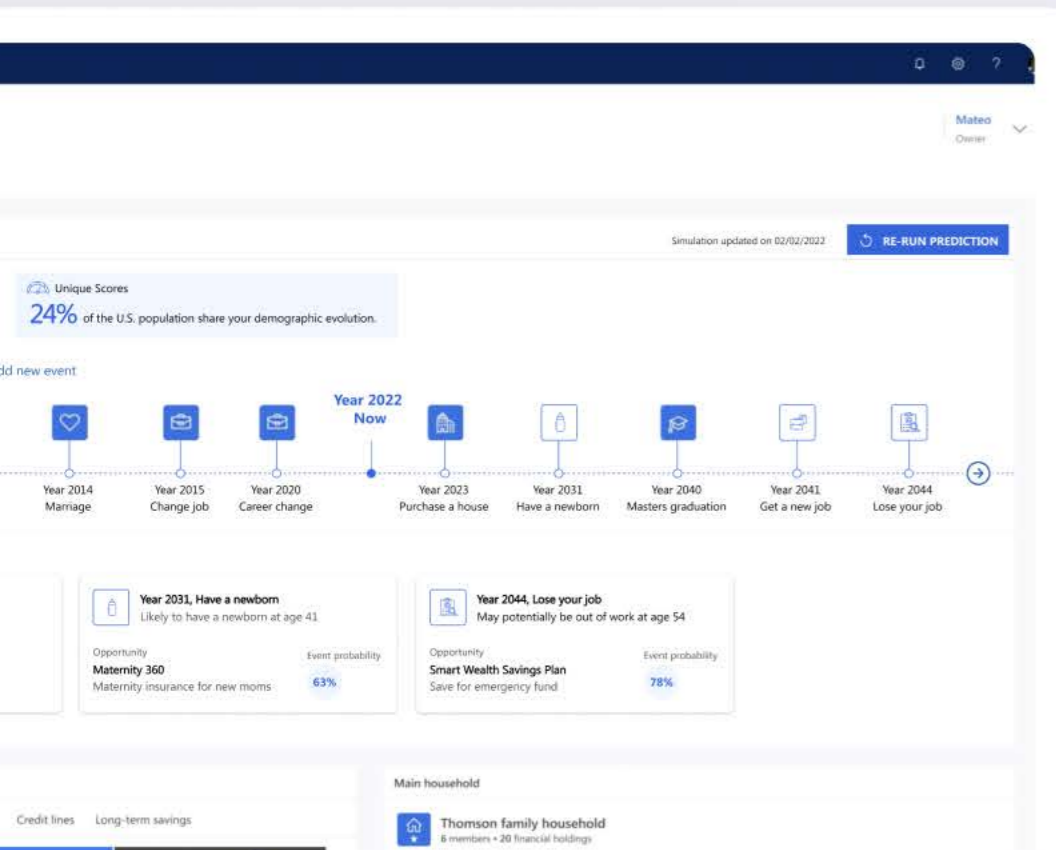 ?
Mateo
Owner
Simulation updated on 02/02/2022
RE-RUN PREDICTION
Unique Scores
24% of the U.S. population share your demographic evolution.
new event
Year 2022
Now
Year 2014
Marriage
Year 2015
Change job
Year 2020
Career change
Year 2023
Purchase a house
Year 2031
Have a newborn
Year 2040
Masters graduation
Year 2041
Get a new job
Year 2044
Lose your job
Year 2031, Have a newborn
Likely to have a newborn at age 41
Opportunity
Event probability
Maternity 360
Maternity insurance for new moms
63%
Year 2044, Lose your job
May potentially be out of work at age 54
Opportunity
Event probability
Smart Wealth Savings Plan
Save for emergency fund
78%
Credit lines Long-term savings
Main household
Thomson family household
6 members • 20 financial holdings